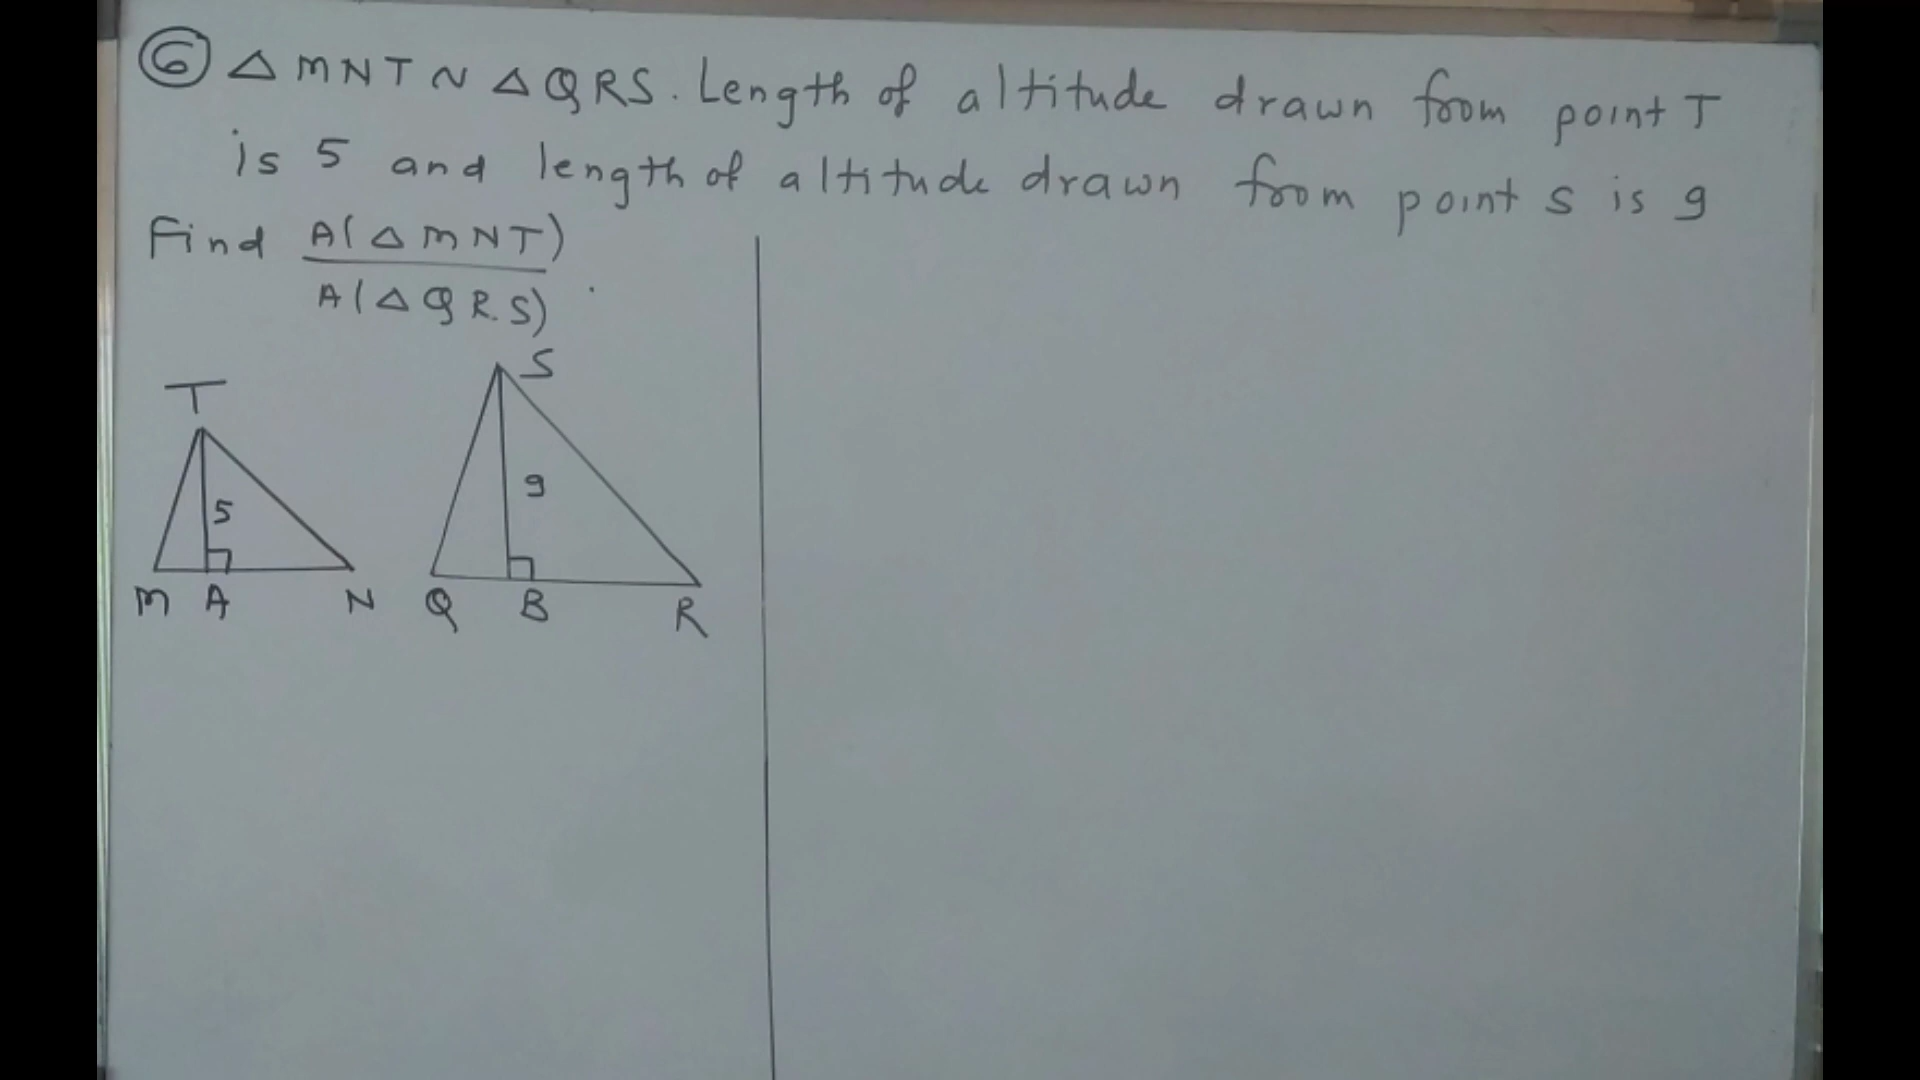 6 △MNT ~ △QRS. Length of altitude drawn from point T
is 5 and length of altitude drawn from point S is 9
Find A(△MNT)
A(△QR.S) .
T
S
5
9
M A N Q B R